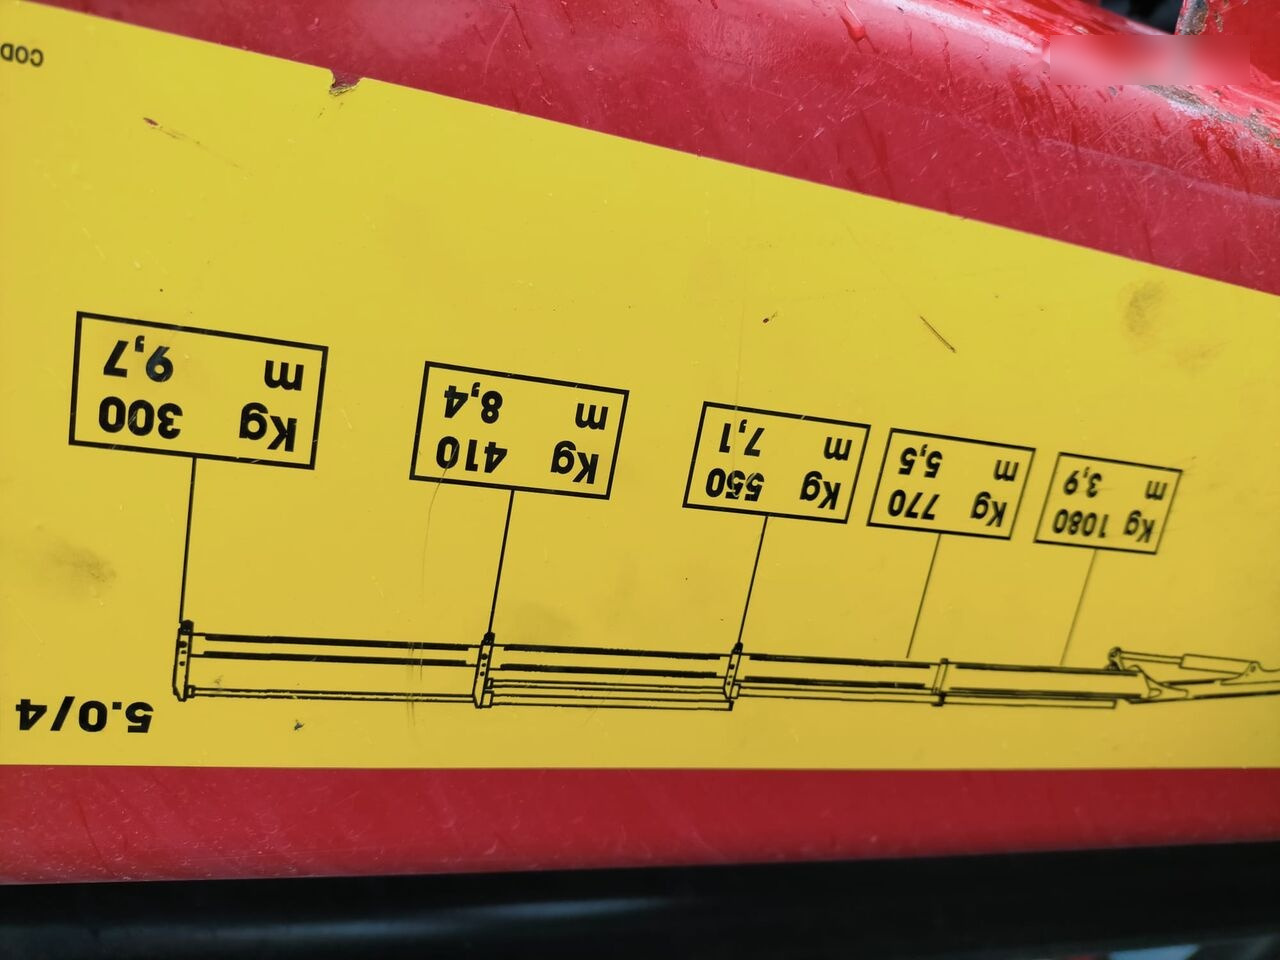 5.0/4
Kg 1080
m 3,9
Kg 770
m 5,5
Kg 550
m 7,1
Kg 410
m 8,4
Kg 300
m 9,7
COD